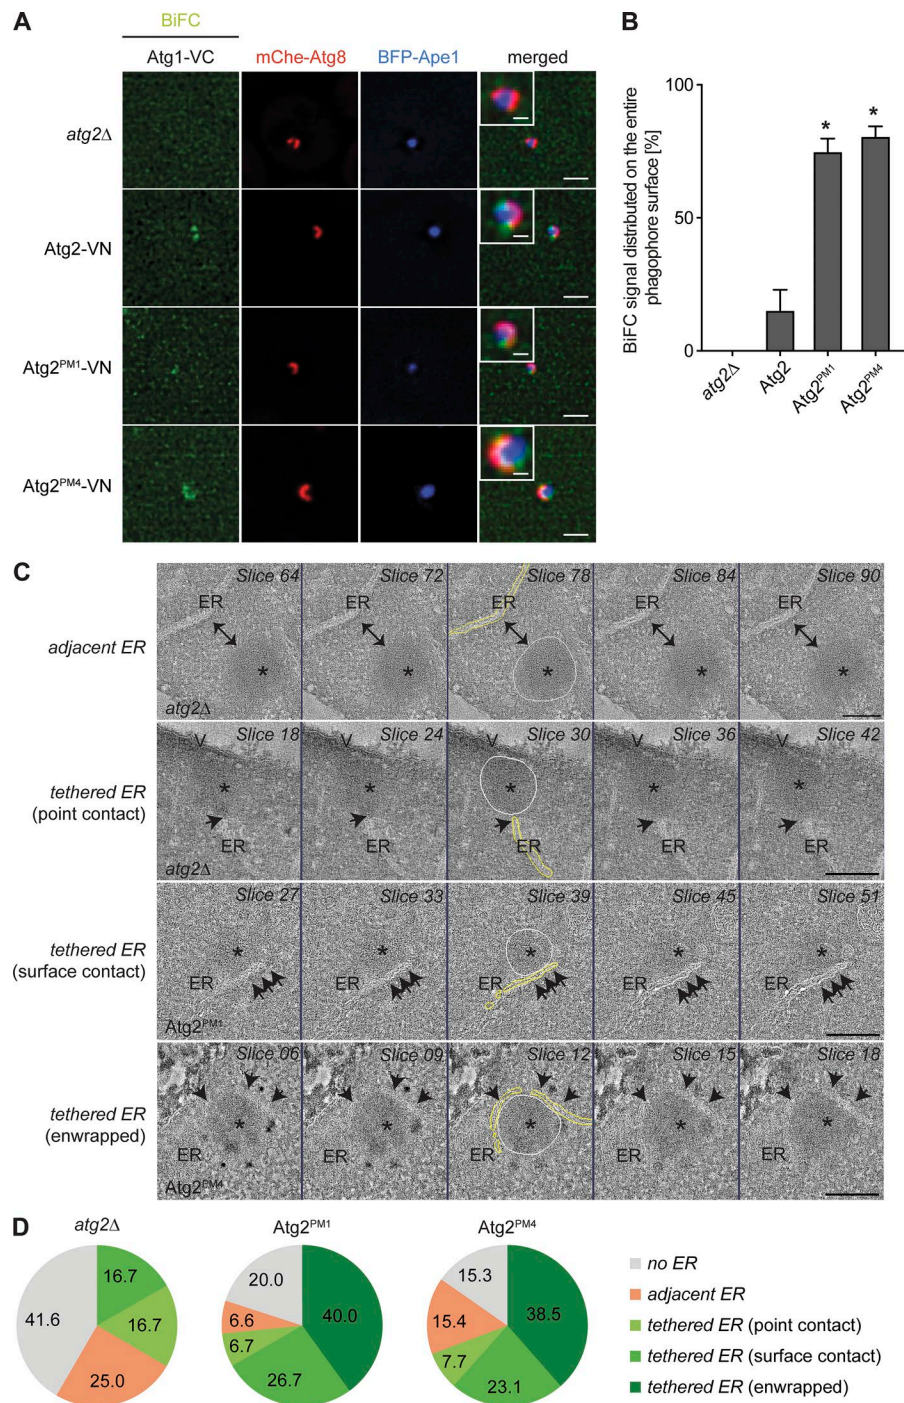 A
BiFC
Atg1-VC
mChe-Atg8
BFP-Ape1
merged
atg2Δ
Atg2-VN
Atg2PM1-VN
Atg2PM4-VN
B
BiFC signal distributed on the entire
phagophore surface [%]
100
50
0
*
*
atg2Δ
Atg2
Atg2PM1
Atg2PM4
C
adjacent ER
Slice 64
Slice 72
Slice 78
Slice 84
Slice 90
ER
ER
ER
ER
ER
*
*
*
*
*
atg2Δ
tethered ER
(point contact)
Slice 18
Slice 24
Slice 30
Slice 36
Slice 42
V
V
V
V
V
*
*
*
*
*
ER
ER
ER
ER
ER
atg2Δ
tethered ER
(surface contact)
Slice 27
Slice 33
Slice 39
Slice 45
Slice 51
*
*
*
*
*
ER
ER
ER
ER
ER
Atg2PM1
tethered ER
(enwrapped)
Slice 06
Slice 09
Slice 12
Slice 15
Slice 18
*
*
*
*
*
ER
ER
ER
ER
ER
Atg2PM4
D
atg2Δ
41.6
16.7
16.7
25.0
Atg2PM1
20.0
6.6
6.7
26.7
40.0
Atg2PM4
15.3
15.4
7.7
23.1
38.5
no ER
adjacent ER
tethered ER (point contact)
tethered ER (surface contact)
tethered ER (enwrapped)